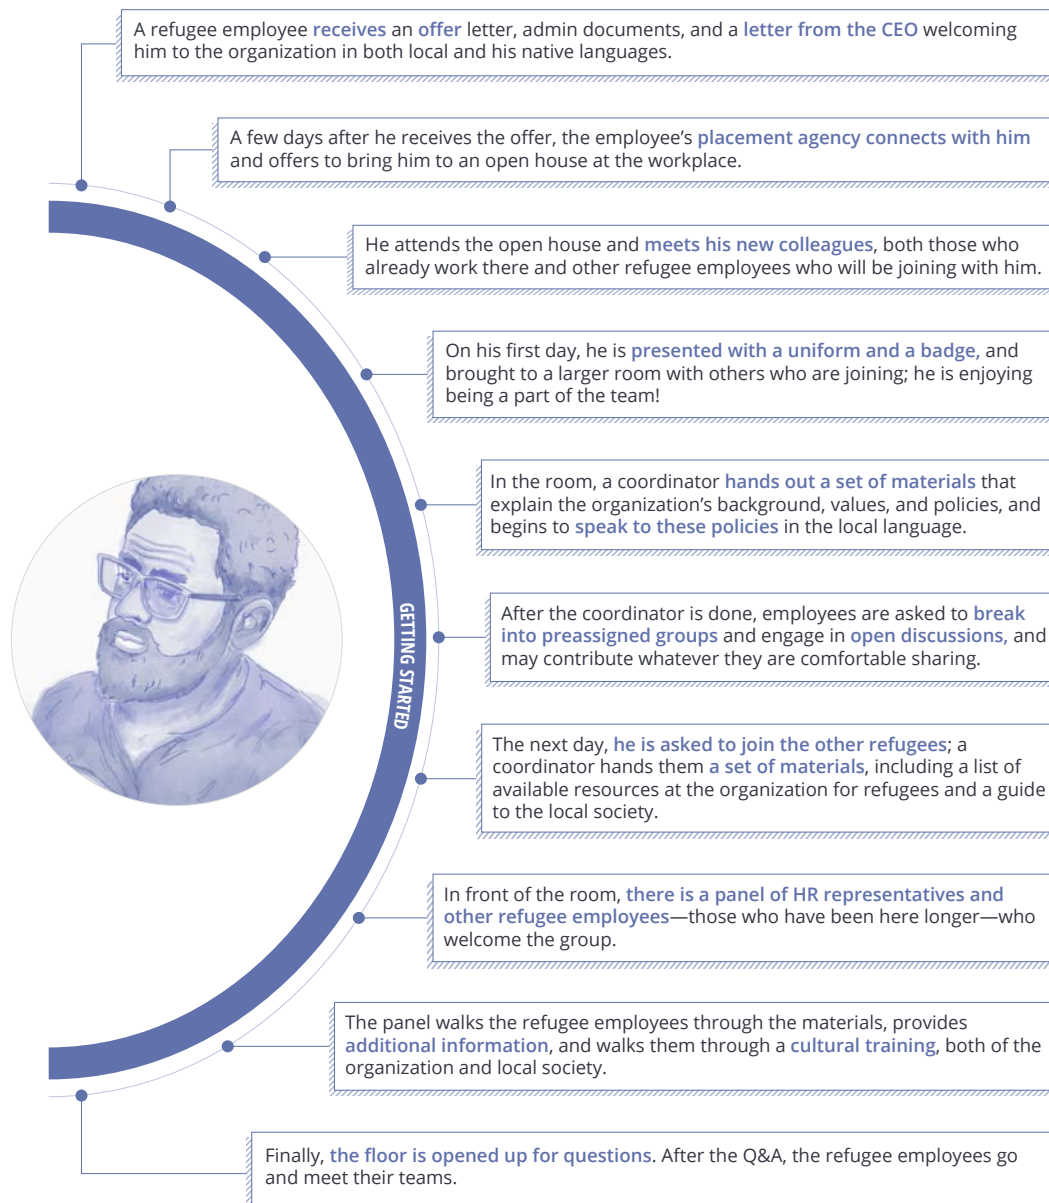 A refugee employee receives an offer letter, admin documents, and a letter from the CEO welcoming
him to the organization in both local and his native languages.
A few days after he receives the offer, the employee’s placement agency connects with him
and offers to bring him to an open house at the workplace.
He attends the open house and meets his new colleagues, both those who
already work there and other refugee employees who will be joining with him.
On his first day, he is presented with a uniform and a badge, and
brought to a larger room with others who are joining; he is enjoying
being a part of the team!
In the room, a coordinator hands out a set of materials that
explain the organization’s background, values, and policies, and
begins to speak to these policies in the local language.
GETTING STARTED
After the coordinator is done, employees are asked to break
into preassigned groups and engage in open discussions, and
may contribute whatever they are comfortable sharing.
The next day, he is asked to join the other refugees; a
coordinator hands them a set of materials, including a list of
available resources at the organization for refugees and a guide
to the local society.
In front of the room, there is a panel of HR representatives and
other refugee employees—those who have been here longer—who
welcome the group.
The panel walks the refugee employees through the materials, provides
additional information, and walks them through a cultural training, both of the
organization and local society.
Finally, the floor is opened up for questions. After the Q&A, the refugee employees go
and meet their teams.